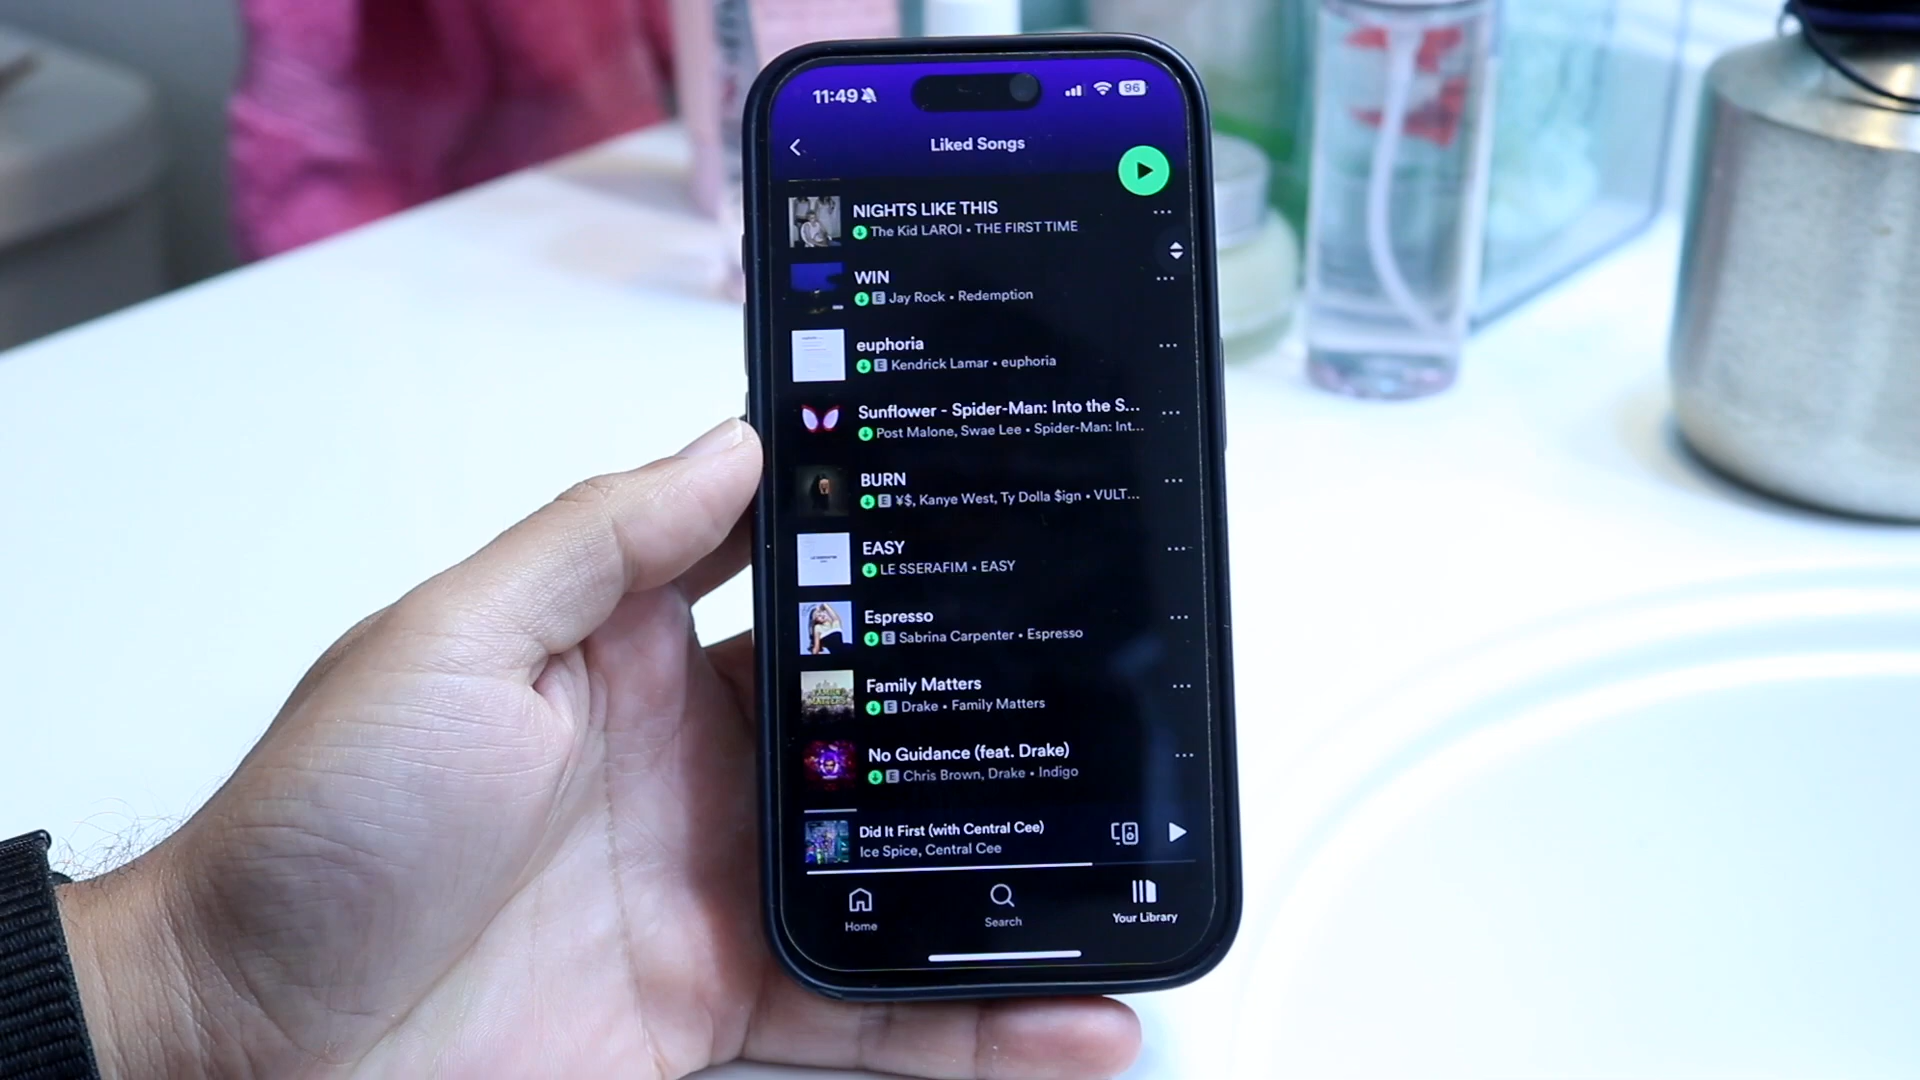 11:49
96
Liked Songs
NIGHTS LIKE THIS
The Kid LAROI • THE FIRST TIME
WIN
E Jay Rock • Redemption
euphoria
E Kendrick Lamar • euphoria
Sunflower - Spider-Man: Into the S...
Post Malone, Swae Lee • Spider-Man: Int...
BURN
E ¥$, Kanye West, Ty Dolla $ign • VULT...
EASY
LE SSERAFIM • EASY
Espresso
E Sabrina Carpenter • Espresso
Family Matters
E Drake • Family Matters
No Guidance (feat. Drake)
E Chris Brown, Drake • Indigo
Did It First (with Central Cee)
Ice Spice, Central Cee
Home
Search
Your Library